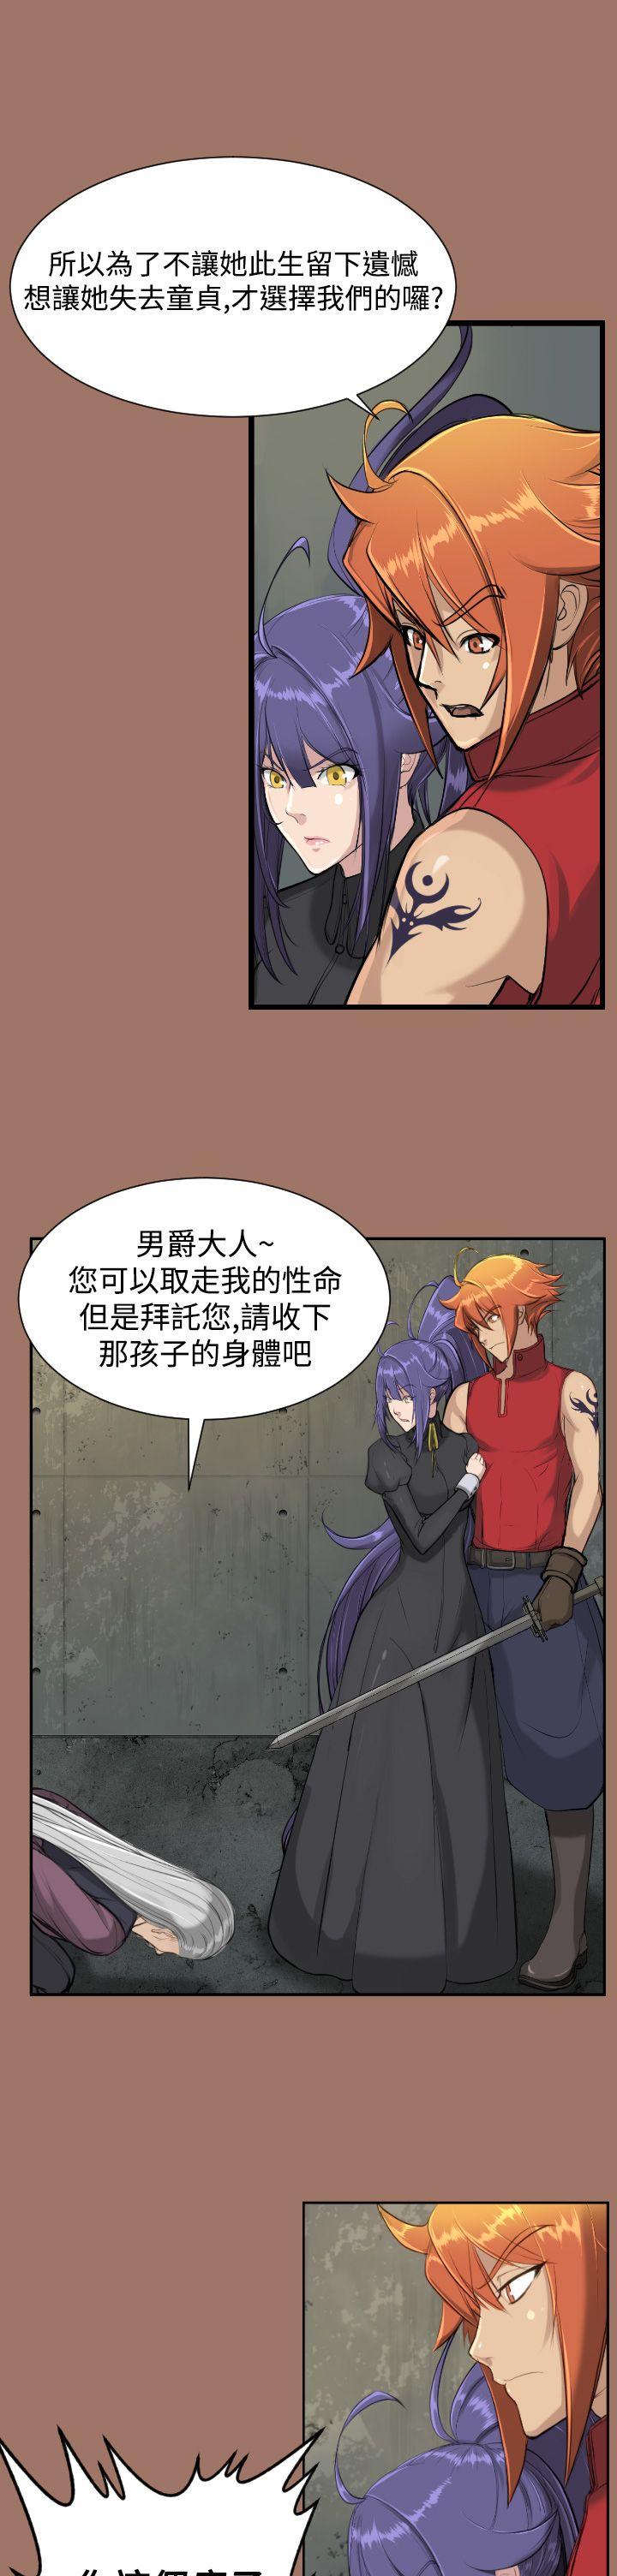 所以為了不讓她此生留下遺憾
想讓她失去童貞,才選擇我們的囉?
男爵大人~
您可以取走我的性命
但是拜託您,請收下
那孩子的身體吧